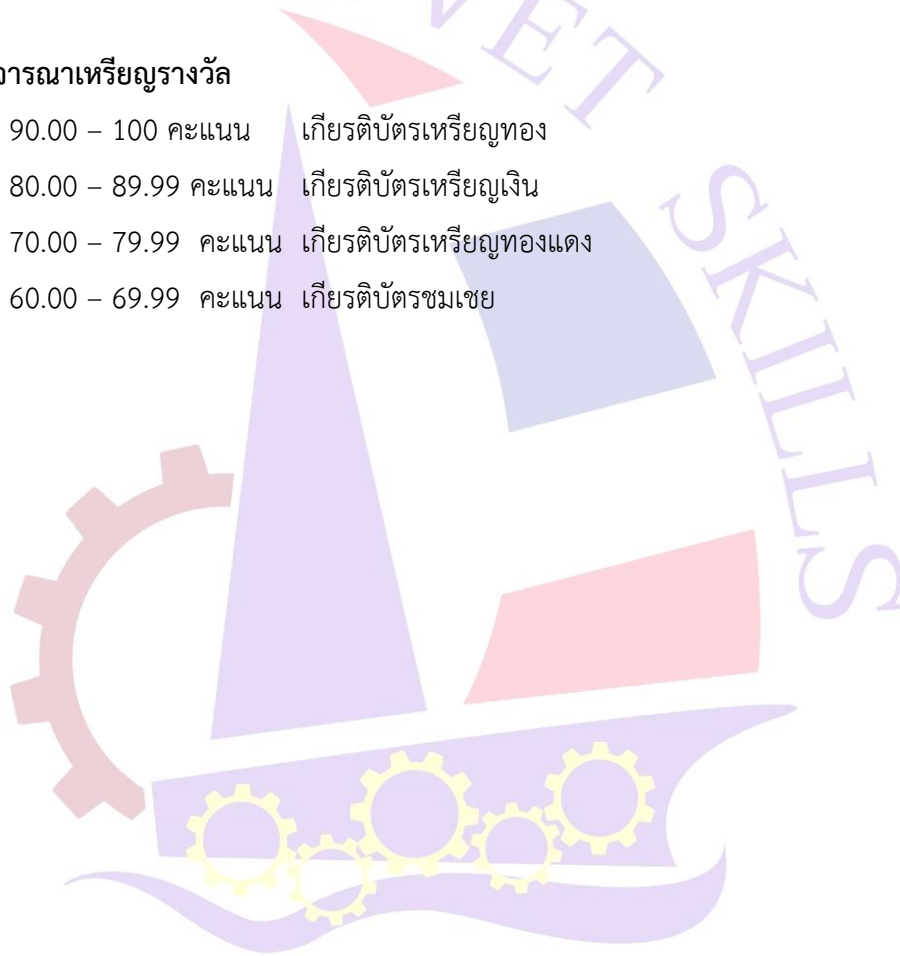 VET SKILLS
จารณาเหรียญรางวัล
90.00 – 100 คะแนน เกียรติบัตรเหรียญทอง
80.00 – 89.99 คะแนน เกียรติบัตรเหรียญเงิน
70.00 – 79.99 คะแนน เกียรติบัตรเหรียญทองแดง
60.00 – 69.99 คะแนน เกียรติบัตรชมเชย